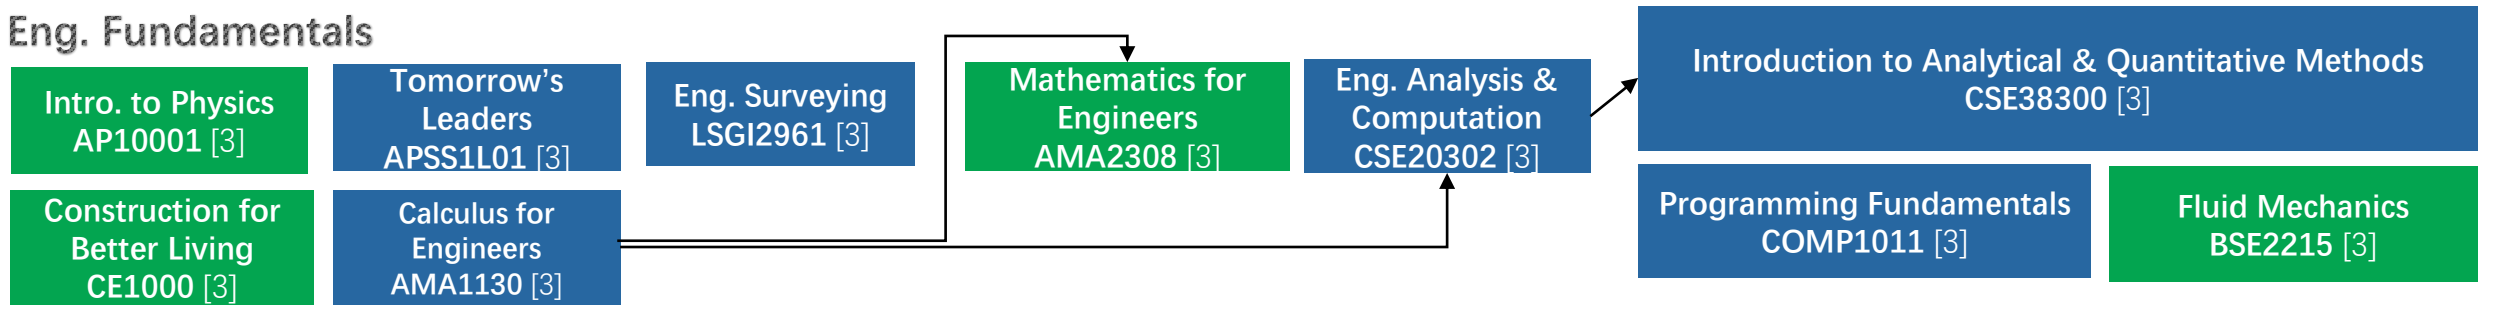 Eng. Fundamentals
Intro. to Physics
AP10001 [3]
Construction for
Better Living
CE1000 [3]
Tomorrow’s
Leaders
APSS1L01 [3]
Calculus for
Engineers
AMA1130 [3]
Eng. Surveying
LSGI2961 [3]
Mathematics for
Engineers
AMA2308 [3]
Eng. Analysis &
Computation
CSE20302 [3]
Introduction to Analytical & Quantitative Methods
CSE38300 [3]
Programming Fundamentals
COMP1011 [3]
Fluid Mechanics
BSE2215 [3]